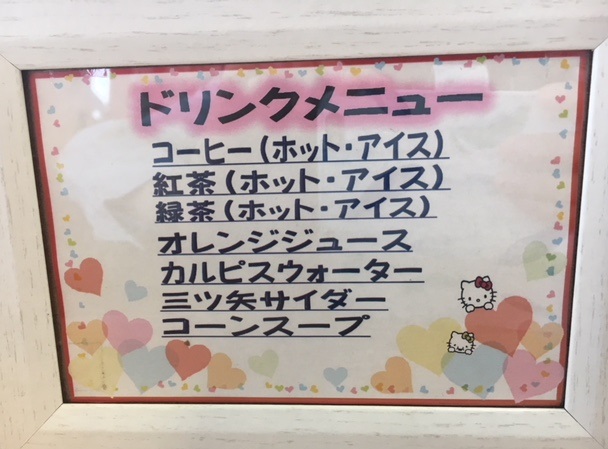 ドリンクメニュー
コーヒー(ホット・アイス)
紅茶(ホット・アイス)
緑茶(ホット・アイス)
オレンジジュース
カルピスウォーター
三ツ矢サイダー
コーンスープ